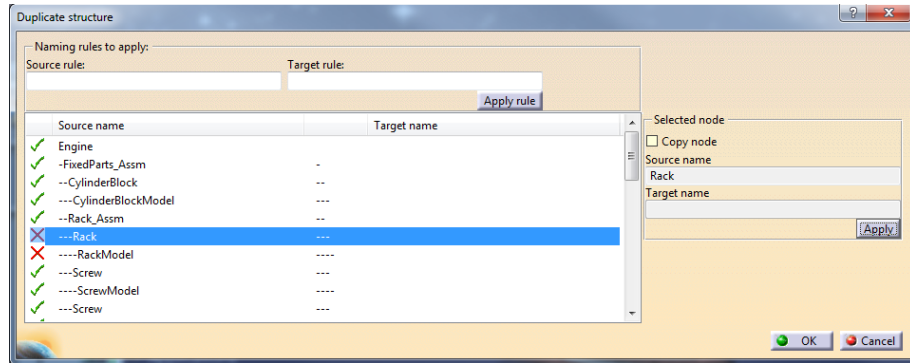 Duplicate structure
Naming rules to apply:
Source rule: Target rule:
Apply rule
Source name Target name
Engine
-FixedParts_Assm -
--CylinderBlock --
---CylinderBlockModel ---
--Rack_Assm --
---Rack ---
----RackModel ----
---Screw ---
----ScrewModel ----
---Screw ---
Selected node
Copy node
Source name
Rack
Target name
Apply
OK Cancel